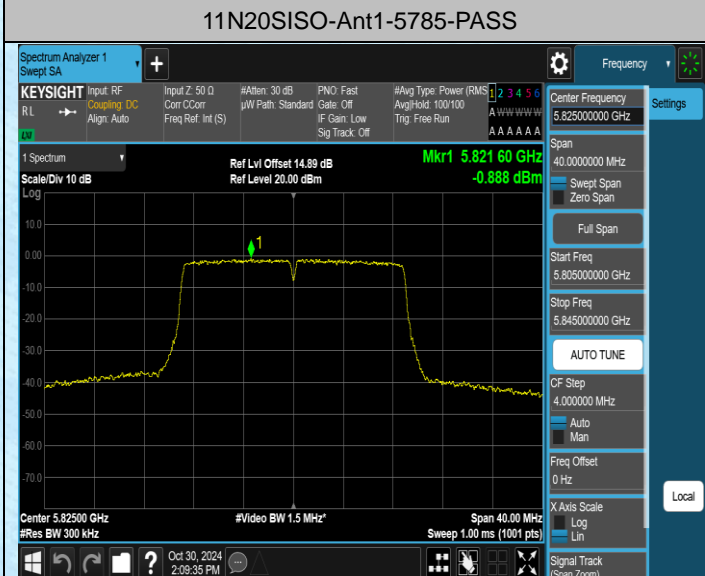 11N20SISO-Ant1-5785-PASS
Spectrum Analyzer 1
Swept SA
+
Frequency
KEYSIGHT
RL
LXI
Input: RF
Coupling: DC
Align: Auto
Input Z: 50 Ω
Corr CCorr
Freq Ref: Int (S)
#Atten: 30 dB
µW Path: Standard
PNO: Fast
Gate: Off
IF Gain: Low
Sig Track: Off
#Avg Type: Power (RMS
Avg|Hold: 100/100
Trig: Free Run
1 2 3 4 5 6
A W W W W W
A A A A A A
1 Spectrum
Scale/Div 10 dB
Log
Ref Lvl Offset 14.89 dB
Ref Level 20.00 dBm
Mkr1 5.821 60 GHz
-0.888 dBm
10.0
0.00
-10.0
-20.0
-30.0
-40.0
-50.0
-60.0
-70.0
1
Center 5.82500 GHz
#Res BW 300 kHz
#Video BW 1.5 MHz*
Span 40.00 MHz
Sweep 1.00 ms (1001 pts)
Center Frequency
5.825000000 GHz
Settings
Span
40.0000000 MHz
Swept Span
Zero Span
Full Span
Start Freq
5.805000000 GHz
Stop Freq
5.845000000 GHz
AUTO TUNE
CF Step
4.000000 MHz
Auto
Man
Freq Offset
0 Hz
Local
X Axis Scale
Log
Lin
Signal Track
(Span Zoom)
?
Oct 30, 2024
2:09:35 PM